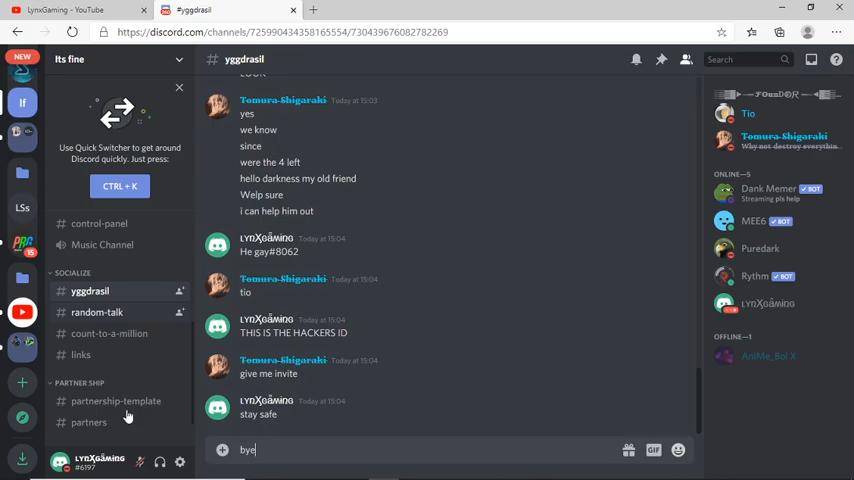 LynxGaming - YouTube
#yggdrasil
https://discord.com/channels/725990434358165554/730439676082782269
NEW
Its fine
yggdrasil
Search
LOOK
Tomura Shigaraki Today at 15:03
yes
we know
since
were the 4 left
hello darkness my old friend
Welp sure
i can help him out
Today at 15:04
He gay#8062
Tomura Shigaraki Today at 15:04
tio
Today at 15:04
THIS IS THE HACKERS ID
Tomura Shigaraki Today at 15:04
give me invite
Today at 15:04
stay safe
bye
If
LSs
15
Use Quick Switcher to get around
Discord quickly. Just press:
CTRL + K
control-panel
Music Channel
SOCIALIZE
yggdrasil
random-talk
count-to-a-million
links
PARTNER SHIP
partnership-template
partners
#6197
Tio
Tomura Shigaraki
Why not destroy everythin...
ONLINE—5
Dank Memer BOT
Streaming pls help
MEE6 BOT
Puredark
Rythm BOT
OFFLINE—1
AniMe_BoI X